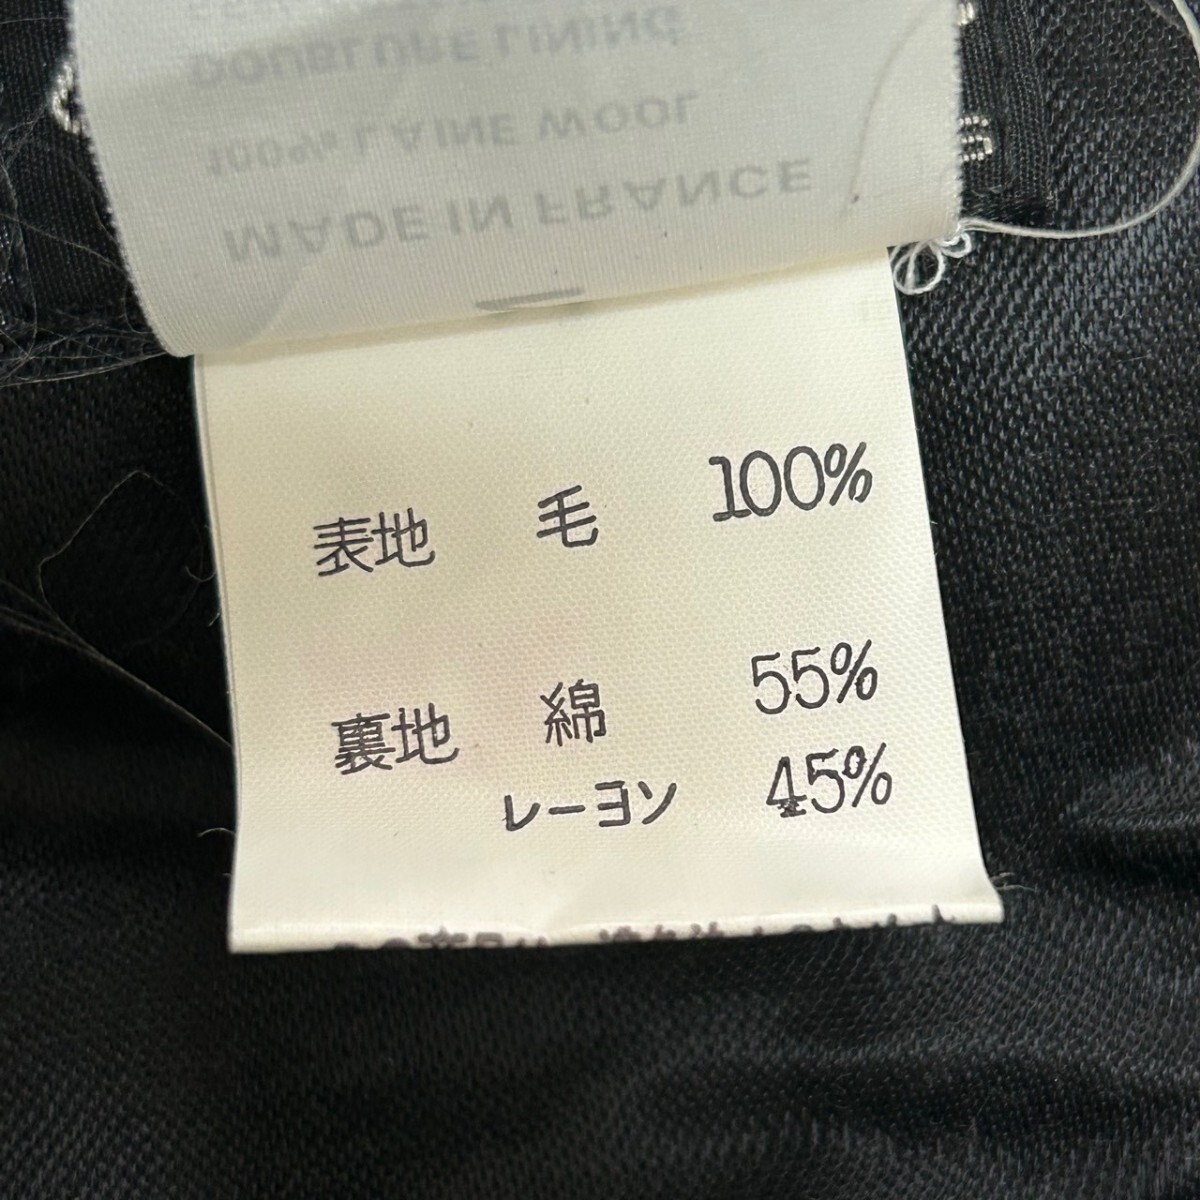 DOUBLURE LINING
100% LAINE WOOL
MADE IN FRANCE
表地 毛 100%
裏地 綿 55%
レーヨン 45%